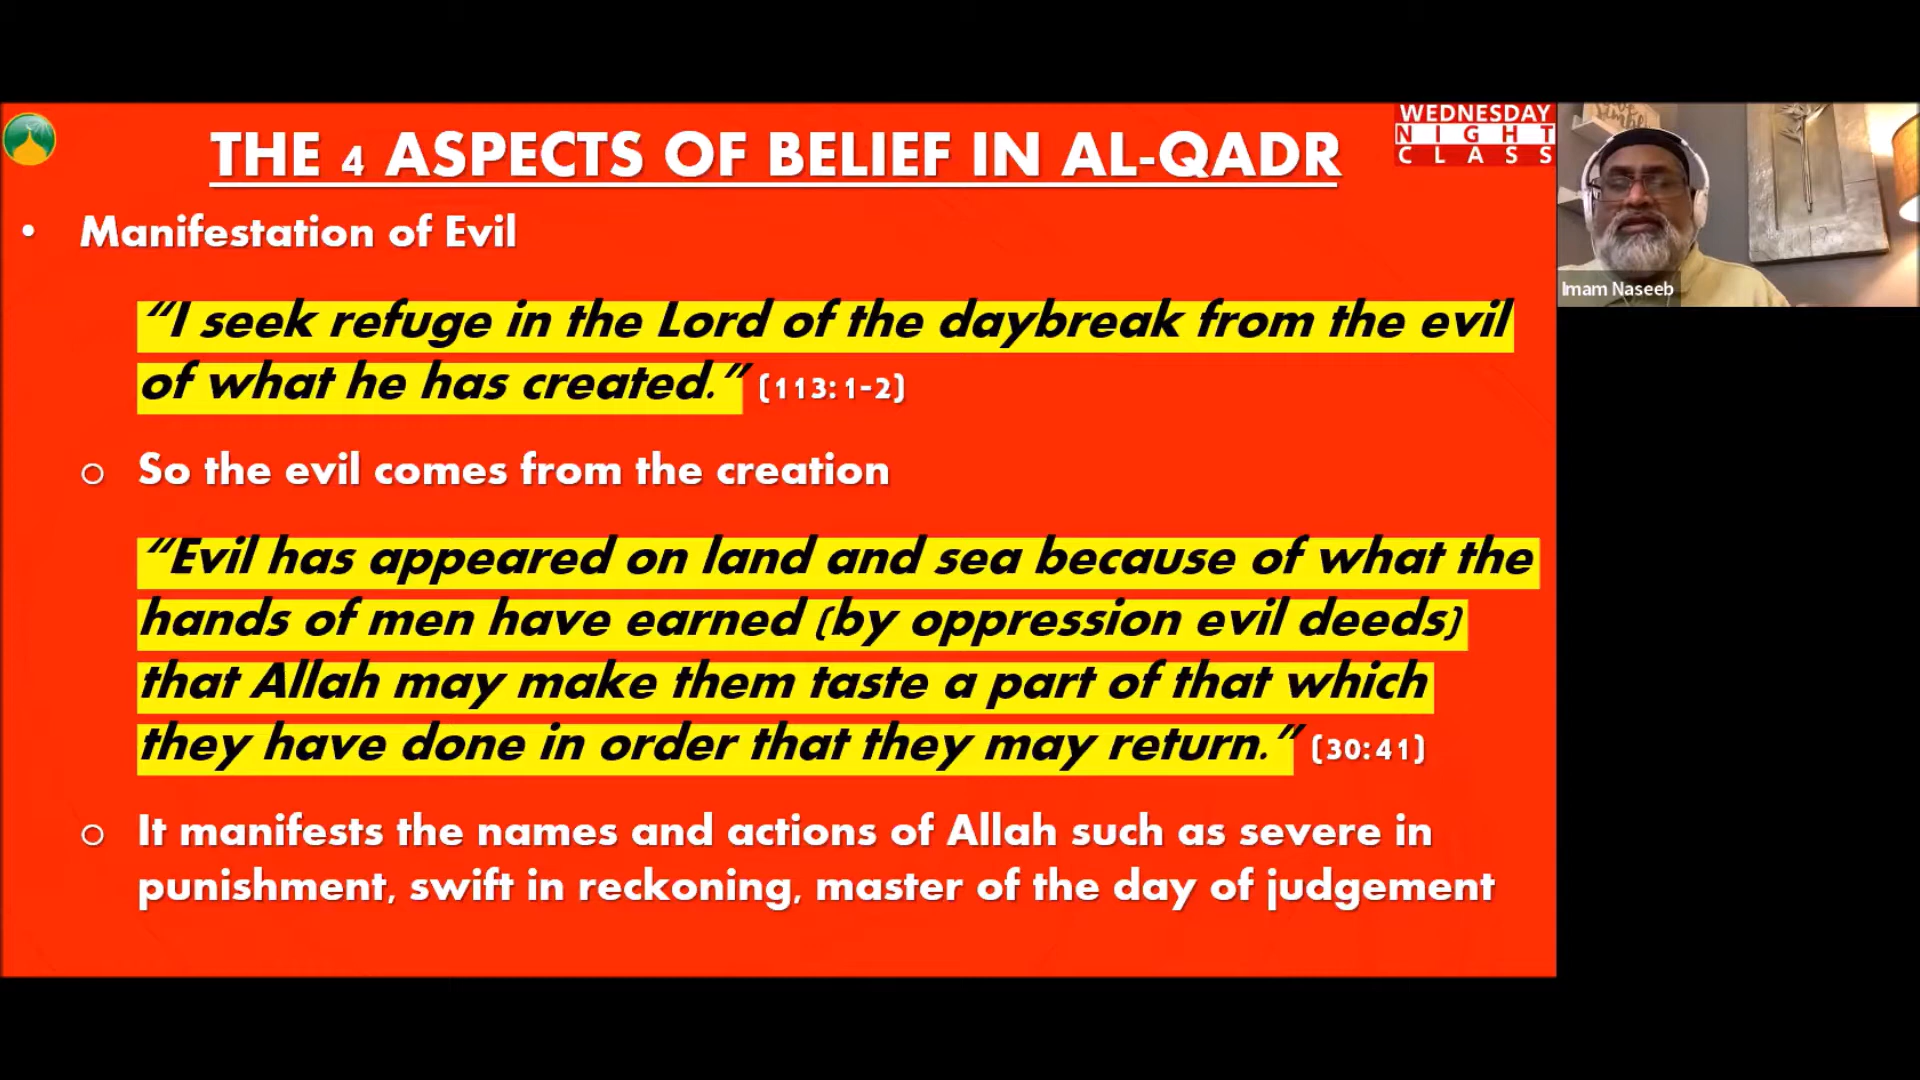 THE 4 ASPECTS OF BELIEF IN AL-QADR
WEDNESDAY
NIGHT
CLASS
• Manifestation of Evil
“I seek refuge in the Lord of the daybreak from the evil
of what he has created.” (113:1-2)
o So the evil comes from the creation
“Evil has appeared on land and sea because of what the
hands of men have earned (by oppression evil deeds)
that Allah may make them taste a part of that which
they have done in order that they may return.” (30:41)
o It manifests the names and actions of Allah such as severe in
punishment, swift in reckoning, master of the day of judgement
Imam Naseeb